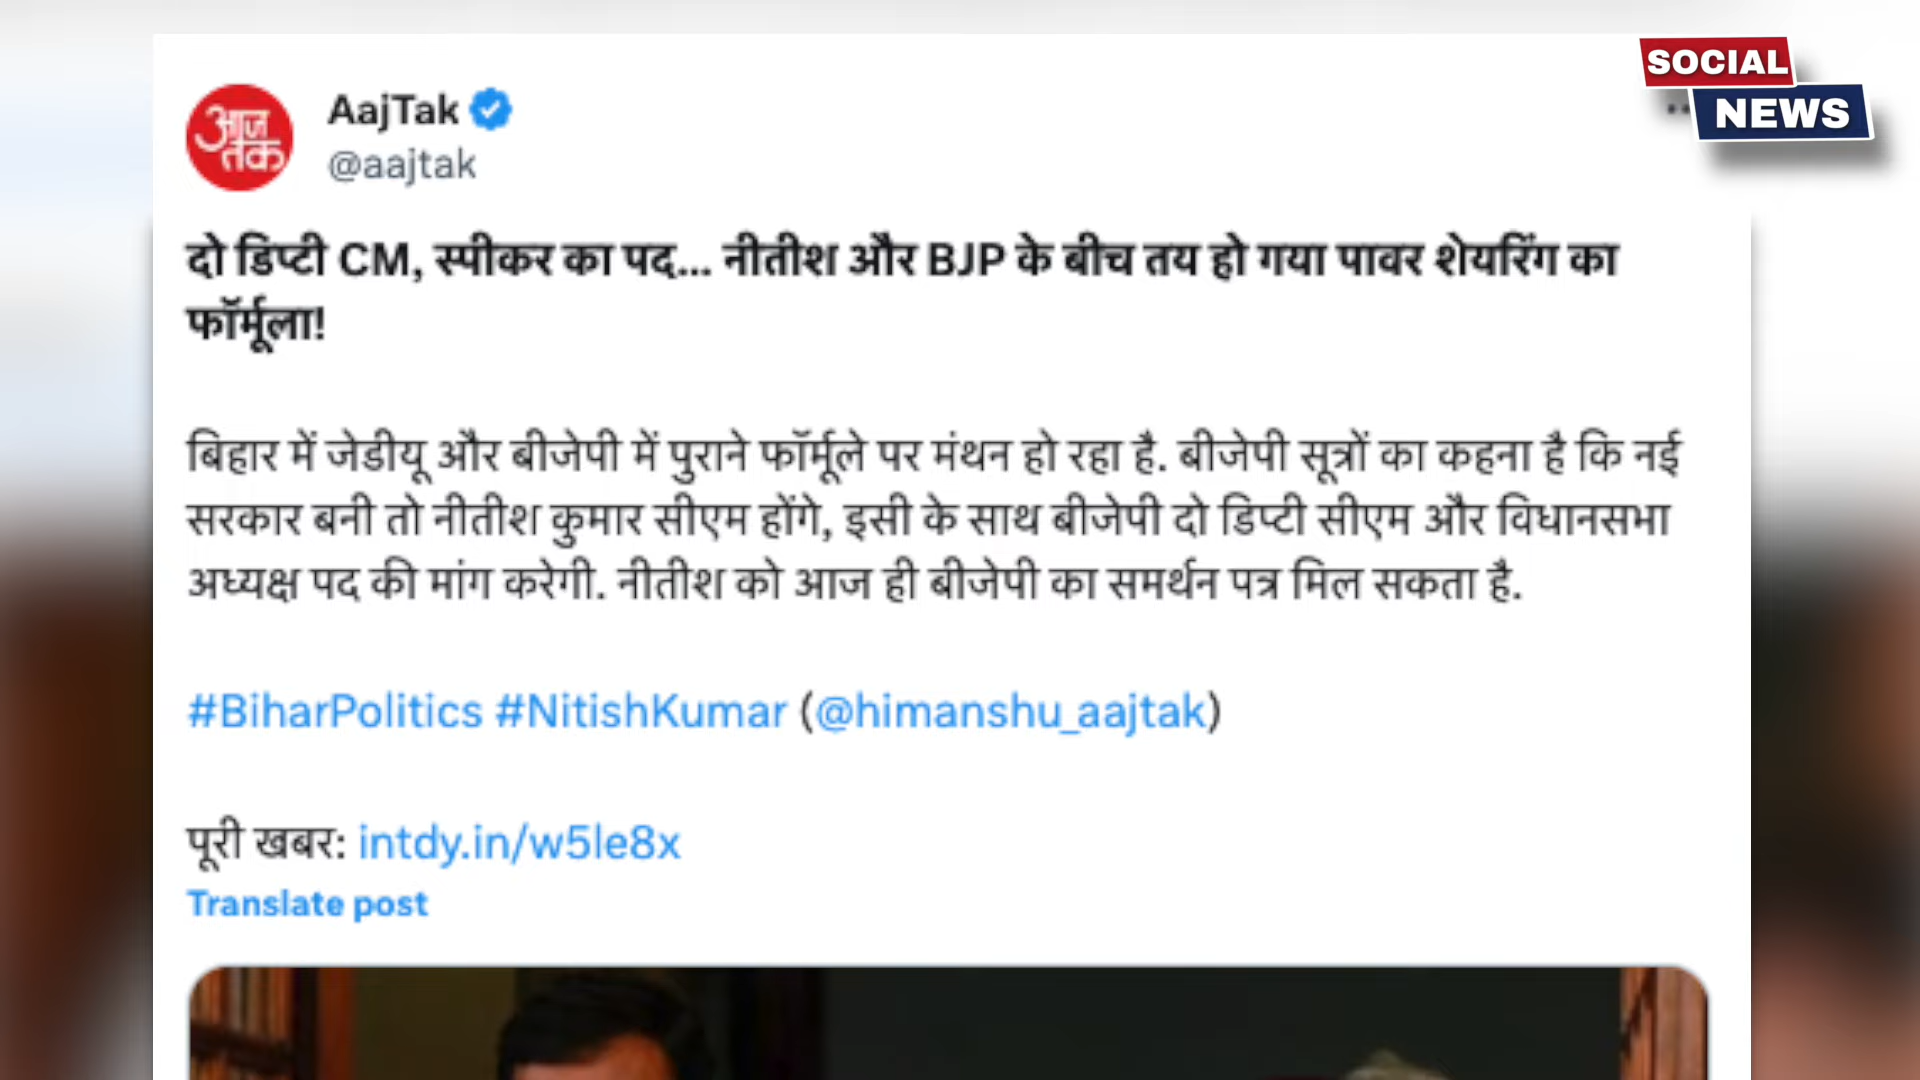 SOCIAL
NEWS
आज
तक
AajTak
@aajtak
दो डिप्टी CM, स्पीकर का पद... नीतीश और BJP के बीच तय हो गया पावर शेयरिंग का
फॉर्मूला!
बिहार में जेडीयू और बीजेपी में पुराने फॉर्मूले पर मंथन हो रहा है. बीजेपी सूत्रों का कहना है कि नई
सरकार बनी तो नीतीश कुमार सीएम होंगे, इसी के साथ बीजेपी दो डिप्टी सीएम और विधानसभा
अध्यक्ष पद की मांग करेगी. नीतीश को आज ही बीजेपी का समर्थन पत्र मिल सकता है.
#BiharPolitics #NitishKumar (@himanshu_aajtak)
पूरी खबर: intdy.in/w5le8x
Translate post